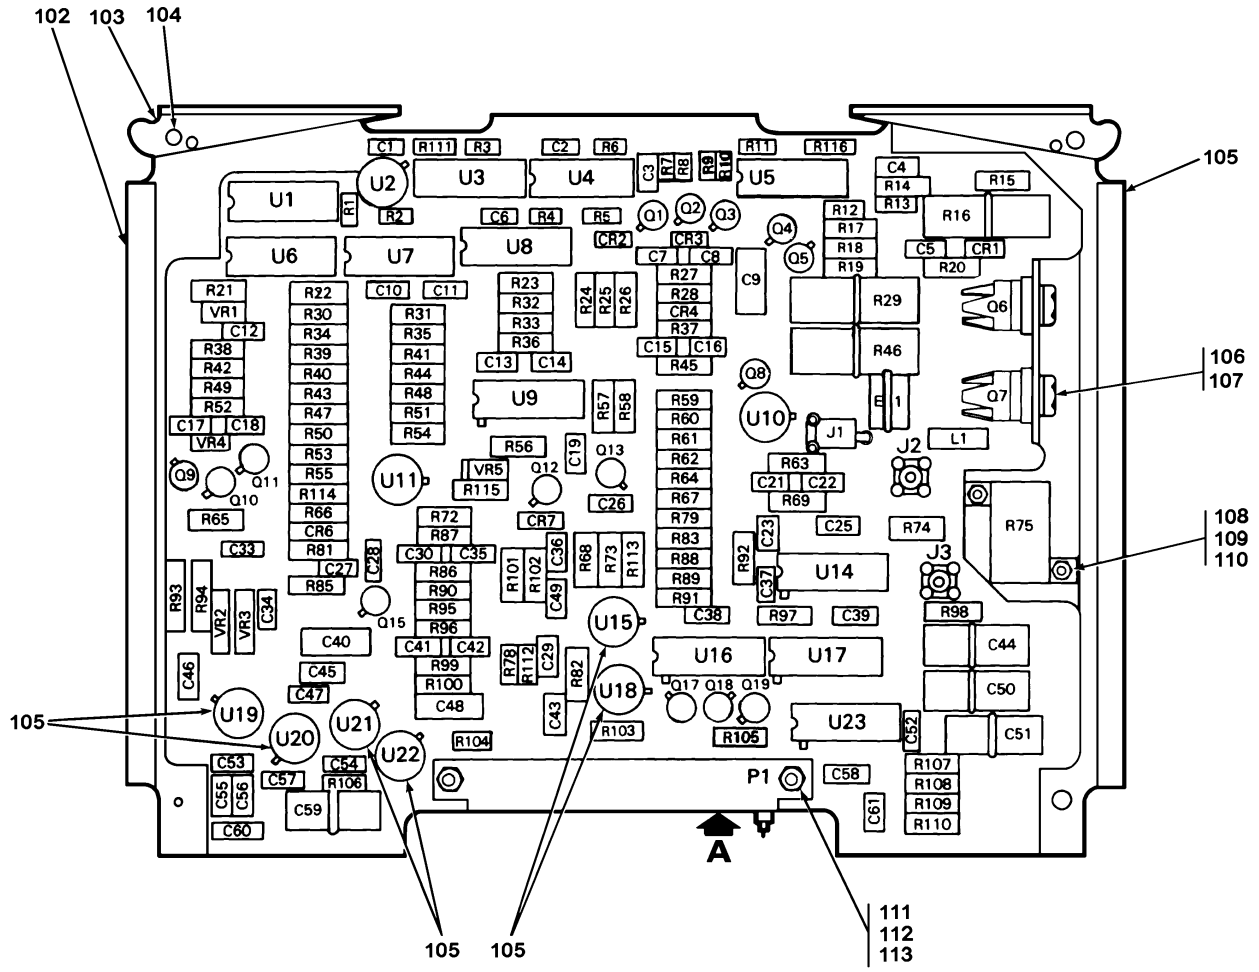 102 103 104
C1 R111 R3 C2 R6 R11 R116
C3 R7 R8 R9 R10
U1 U2 U3 U4 U5
C4
R14
R13
R15
105
R1 R2 C6 R4 R5 Q1 Q2 Q3 Q4 Q5
R12
R17
R18
R19
R16
C5 CR1
R20
U6 U7 U8
CR2 CR3
C7 C8
C9
R21
VR1
C12
R38
R42
R49
R52
C17 C18
VR4
R22
R30
R34
R39
R40
R43
R47
R50
R53
R55
R114
R66
CR6
R81
C27
R85
C10 C11
R31
R35
R41
R44
R48
R51
R54
R23
R32
R33
R36
C13 C14
R24 R25 R26
R27
R28
CR4
R37
C15 C16
R45
R29
R46
Q6
Q7
106
107
U9
R57 R58
Q8
U10
J1
L1
J2
R59
R60
R61
R62
R64
R67
R79
R83
R88
R89
R91
C38
Q9 Q10 Q11
R65
C33
U11
R56
VR5
R115
Q12
C19
Q13
C26
CR7
R63
C21 C22
R69
C23
C25
R74
R75
J3
108
109
110
R93 R94 VR2 VR3 C34
C28
Q15
R72
R87
C30 C35
R86
R90
R95
R96
C41 C42
R99
R100
C48
R101 R102 C36 C49
R68 R73 R113
R92
C37
U14
R97 C39
R98
C40
C45
C47
C46
R78 R112 C29
R82
C43
U15
U16 U17
C44
C50
C51
U18
Q17 Q18 Q19
R103
R105
U23
C52
105
U19 U20 U21 U22
R104
C53
C55 C56
C57
C54
R106
C59
C60
P1
C58
C61
R107
R108
R109
R110
A
105 105
111
112
113